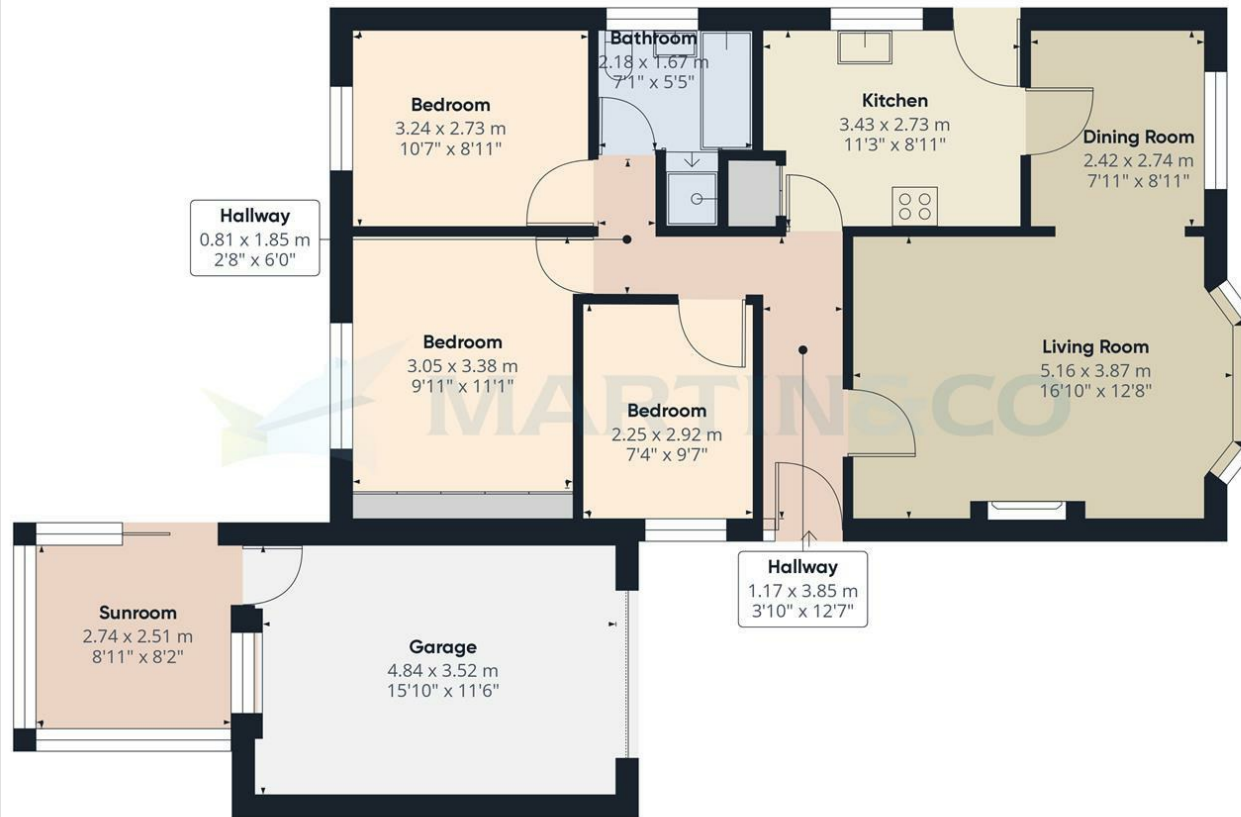 Bathroom
2.18 x 1.67 m
7'1" x 5'5"
Bedroom
3.24 x 2.73 m
10'7" x 8'11"
Kitchen
3.43 x 2.73 m
11'3" x 8'11"
Dining Room
2.42 x 2.74 m
7'11" x 8'11"
Hallway
0.81 x 1.85 m
2'8" x 6'0"
Bedroom
3.05 x 3.38 m
9'11" x 11'1"
Living Room
5.16 x 3.87 m
16'10" x 12'8"
MARTIN&CO
Bedroom
2.25 x 2.92 m
7'4" x 9'7"
Hallway
1.17 x 3.85 m
3'10" x 12'7"
Sunroom
2.74 x 2.51 m
8'11" x 8'2"
Garage
4.84 x 3.52 m
15'10" x 11'6"